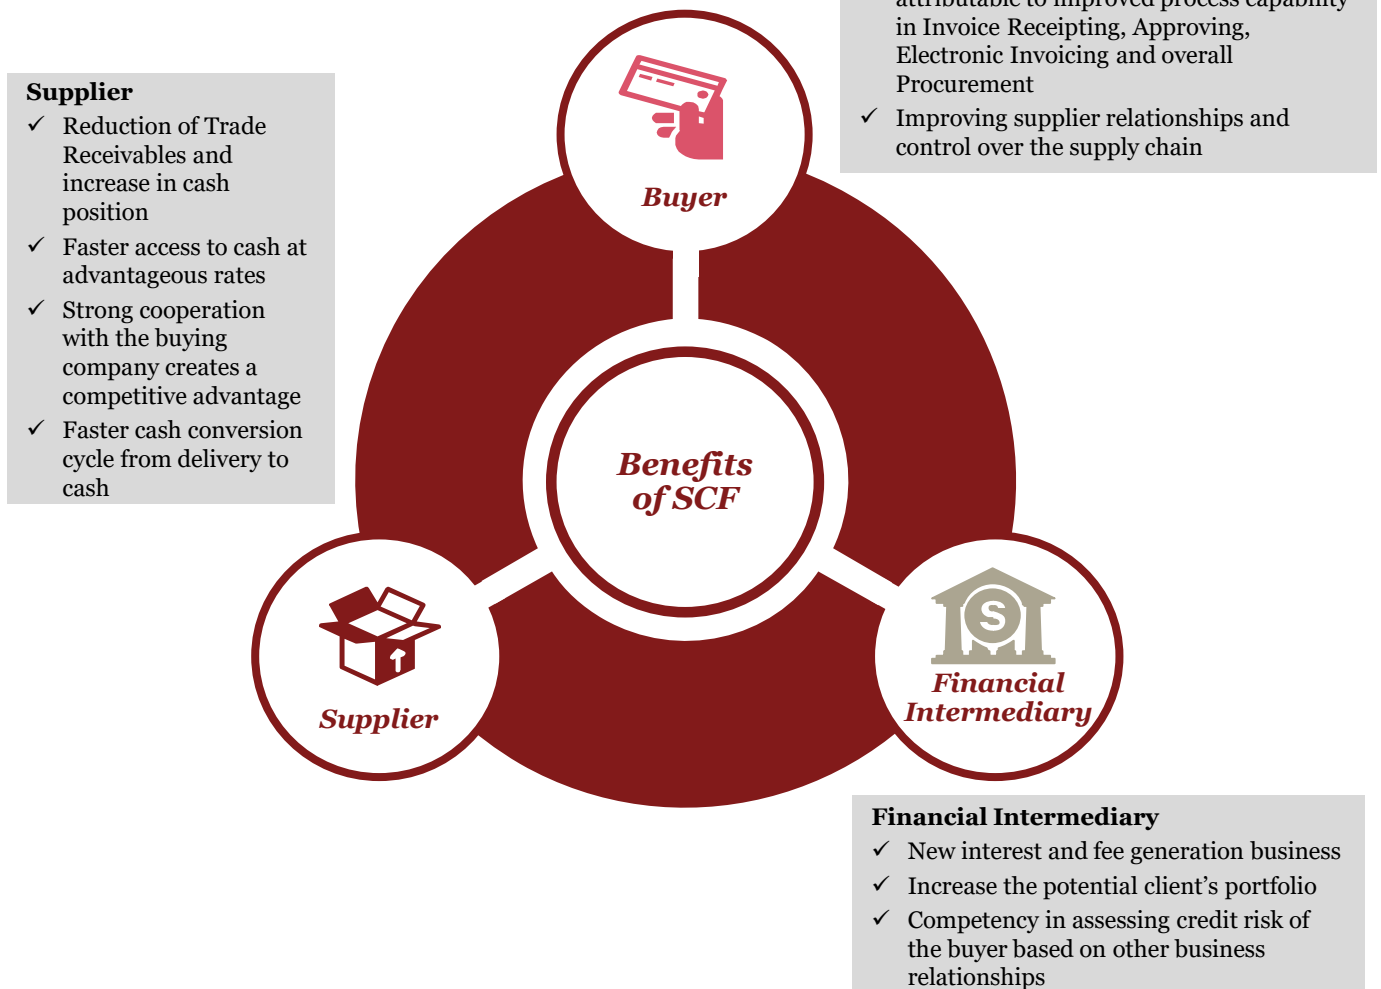 attributable to improved process capability
in Invoice Receipting, Approving,
Electronic Invoicing and overall
Procurement
✓ Improving supplier relationships and
control over the supply chain
Supplier
✓ Reduction of Trade
Receivables and
increase in cash
position
✓ Faster access to cash at
advantageous rates
✓ Strong cooperation
with the buying
company creates a
competitive advantage
✓ Faster cash conversion
cycle from delivery to
cash
Buyer
Benefits
of SCF
Supplier
S
Financial
Intermediary
Financial Intermediary
✓ New interest and fee generation business
✓ Increase the potential client’s portfolio
✓ Competency in assessing credit risk of
the buyer based on other business
relationships